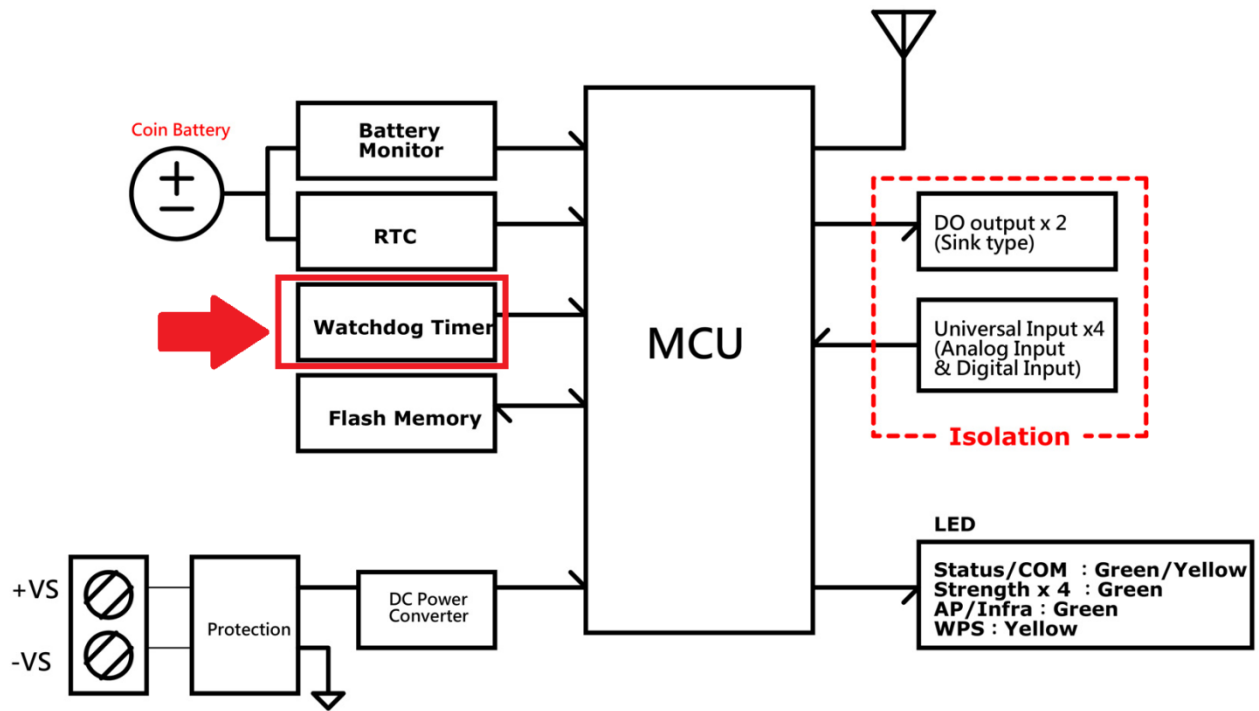 Coin Battery
Battery
Monitor
RTC
Watchdog Timer
Flash Memory
MCU
DO output x 2
(Sink type)
Universal Input x4
(Analog Input
& Digital Input)
Isolation
+VS
-VS
Protection
DC Power
Converter
LED
Status/COM : Green/Yellow
Strength x 4 : Green
AP/Infra : Green
WPS : Yellow